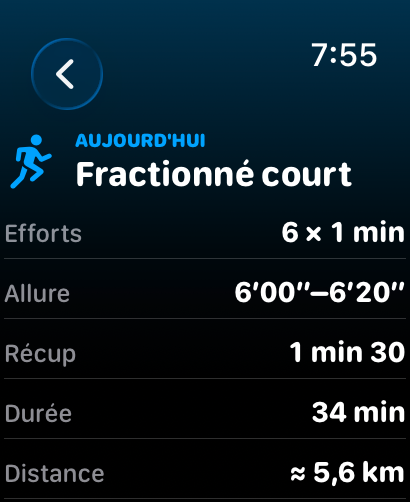 7:55
AUJOURD'HUI
Fractionné court
Efforts 6 × 1 min
Allure 6′00″–6′20″
Récup 1 min 30
Durée 34 min
Distance ≈ 5,6 km